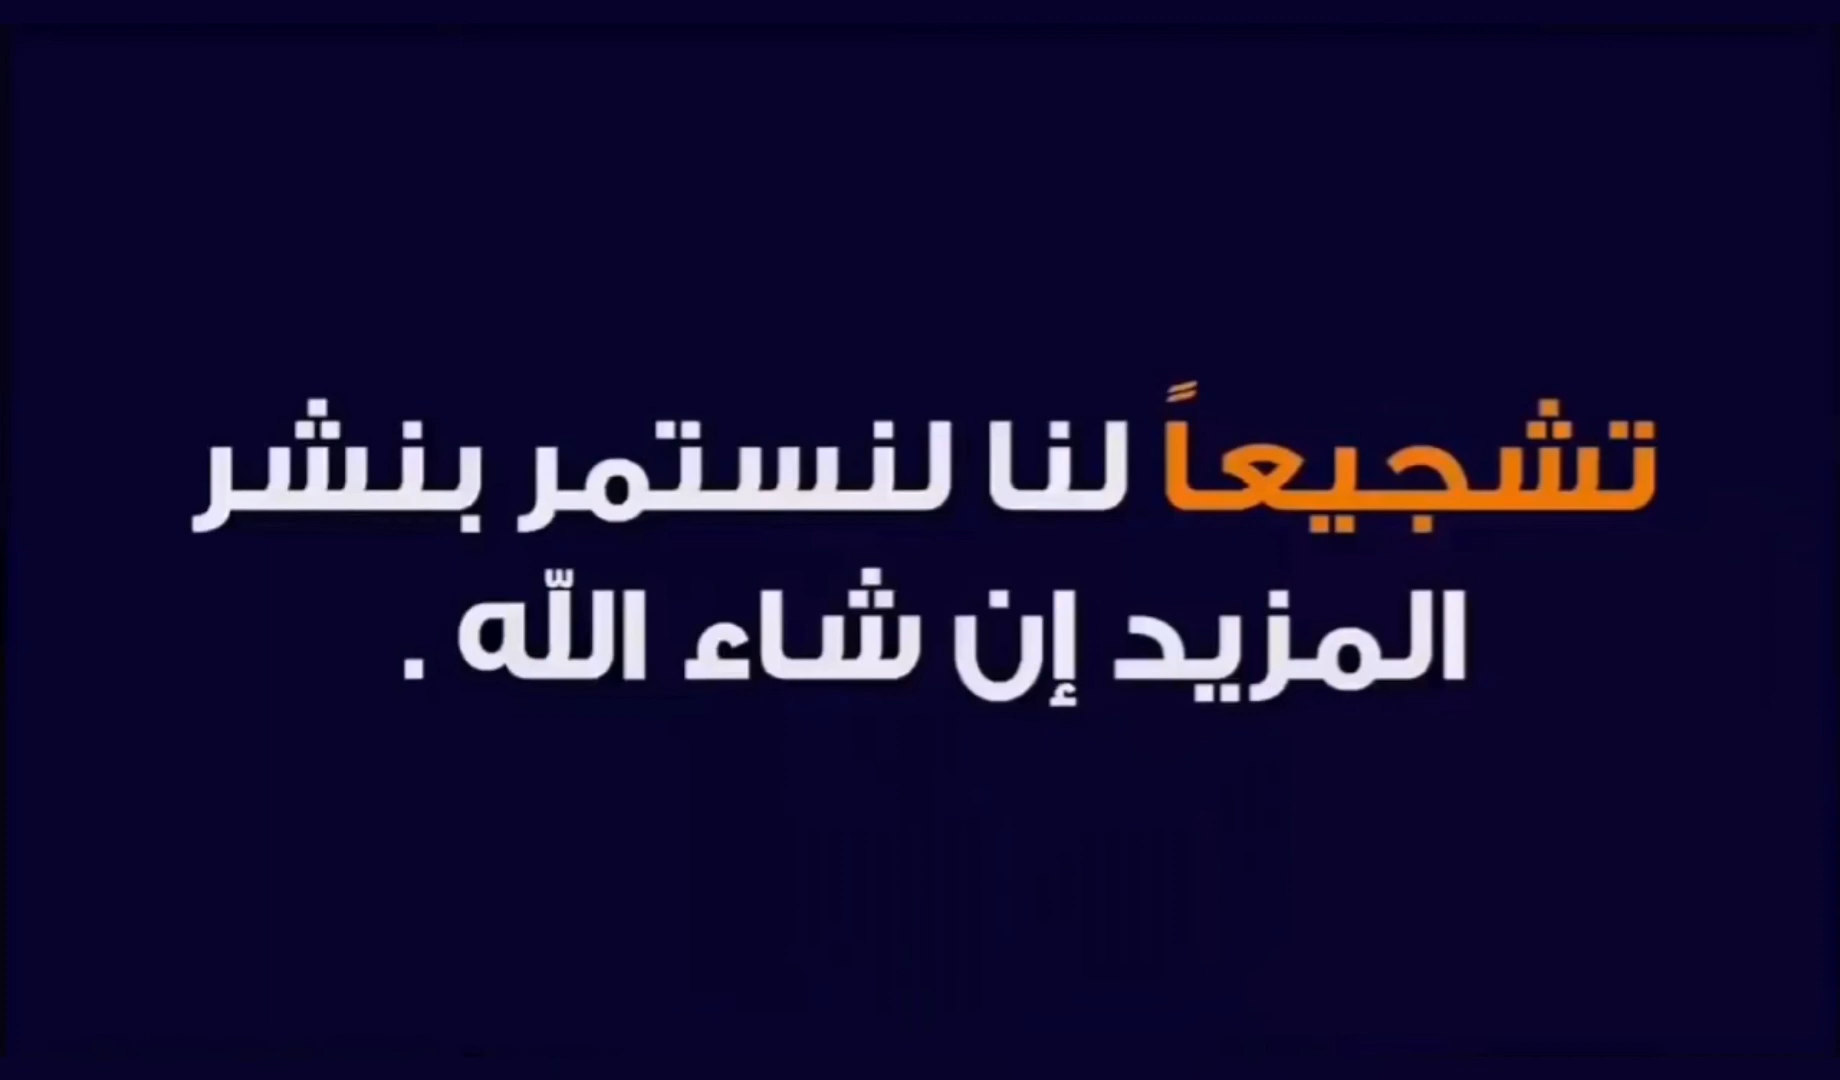 تشجيعاً لنا لنستمر بنشر
المزيد إن شاء اللّه .